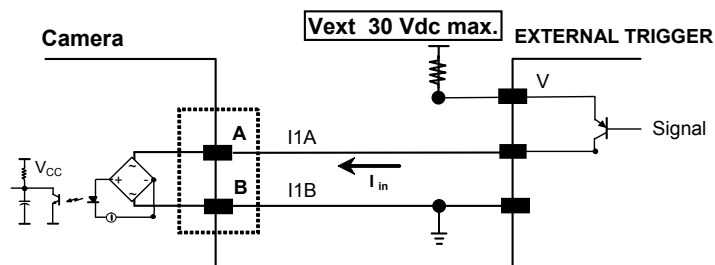 Vext 30 Vdc max.
Camera
EXTERNAL TRIGGER
V
A
I1A
Signal
VCC
I in
B
I1B
+
-
~
~